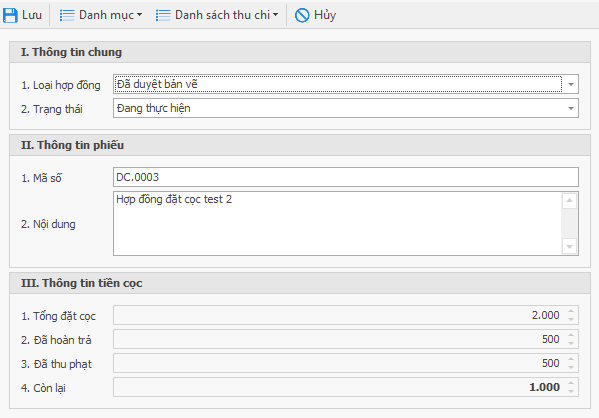 Lưu Danh mục Danh sách thu chi Hủy
I. Thông tin chung
1. Loại hợp đồng Đã duyệt bản vẽ
2. Trạng thái Đang thực hiện
II. Thông tin phiếu
1. Mã số DC.0003
Hợp đồng đặt cọc test 2
2. Nội dung
III. Thông tin tiền cọc
1. Tổng đặt cọc 2.000
2. Đã hoàn trả 500
3. Đã thu phạt 500
4. Còn lại 1.000